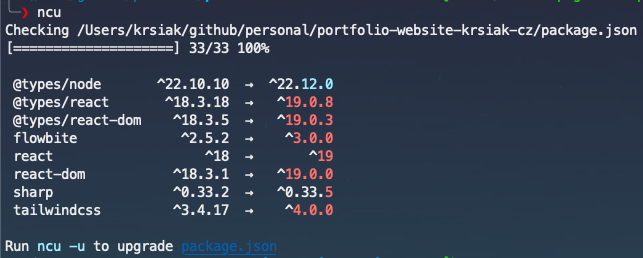 ncu
Checking /Users/krsiak/github/personal/portfolio-website-krsiak-cz/package.json
[====================] 33/33 100%
@types/node ^22.10.10 → ^22.12.0
@types/react ^18.3.18 → ^19.0.8
@types/react-dom ^18.3.5 → ^19.0.3
flowbite ^2.5.2 → ^3.0.0
react ^18 → ^19
react-dom ^18.3.1 → ^19.0.0
sharp ^0.33.2 → ^0.33.5
tailwindcss ^3.4.17 → ^4.0.0
Run ncu -u to upgrade package.json